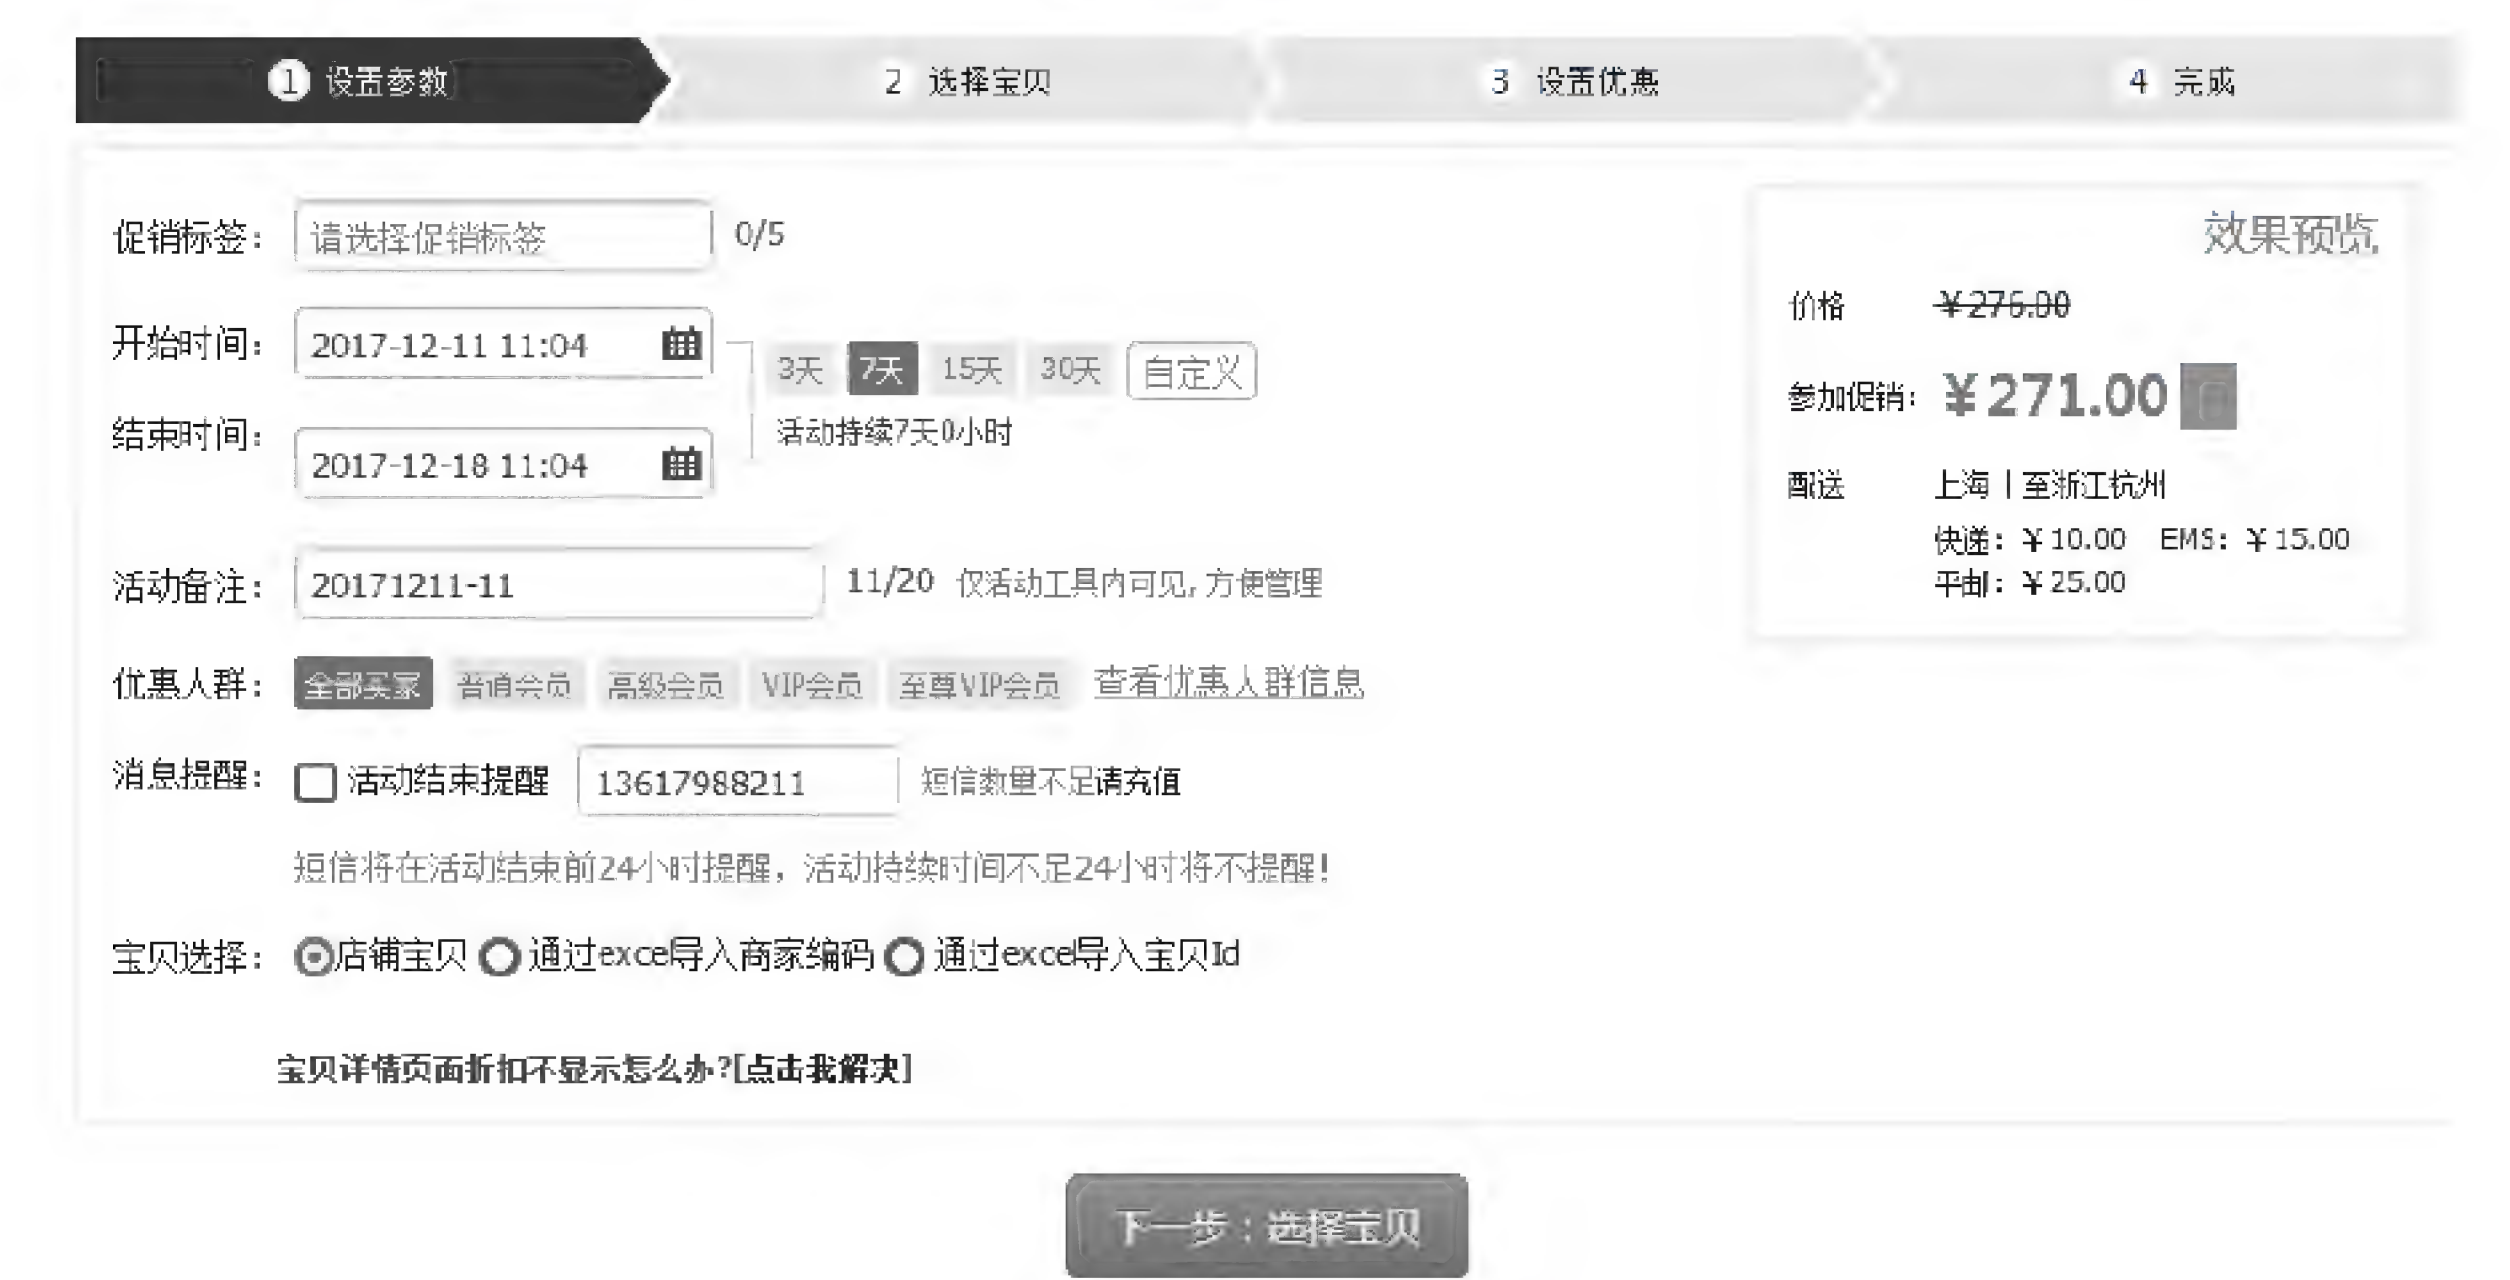 1 设置参数 2 选择宝贝 3 设置优惠 4 完成
促销标签： 请选择促销标签 0/5
开始时间： 2017-12-11 11:04
3天 7天 15天 30天 自定义
结束时间： 2017-12-18 11:04
活动持续7天0小时
活动备注： 20171211-11 11/20 仅活动工具内可见,方便管理
优惠人群： 全部买家 普通会员 高级会员 VIP会员 至尊VIP会员 查看优惠人群信息
消息提醒： 活动结束提醒 13617988211 短信数量不足请充值
短信将在活动结束前24小时提醒，活动持续时间不足24小时将不提醒！
宝贝选择： 店铺宝贝 通过excel导入商家编码 通过excel导入宝贝Id
宝贝详情页面折扣不显示怎么办?[点击我解决]
效果预览
价格 ¥276.00
参加促销： ¥271.00
配送 上海丨至浙江杭州
快递：¥10.00 EMS：¥15.00
平邮：¥25.00
下一步：选择宝贝